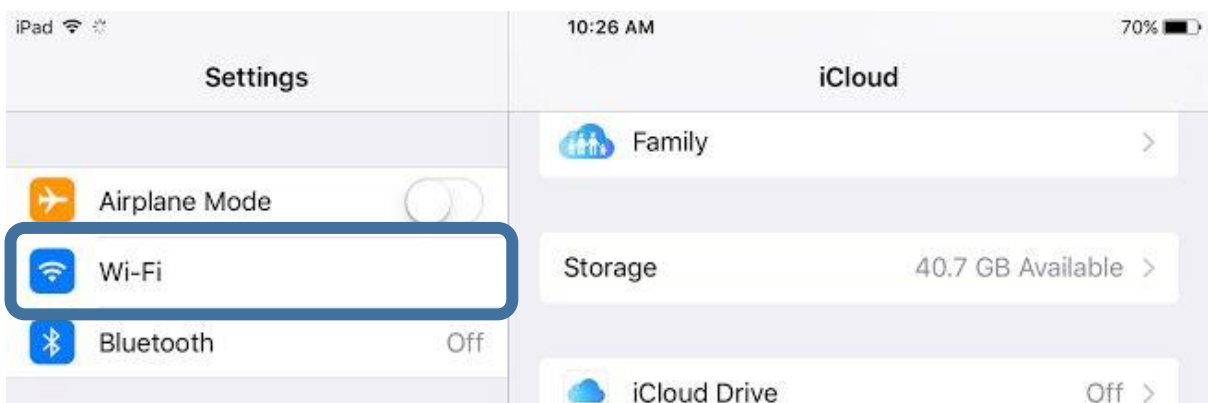 iPad 10:26 AM 70%
Settings
iCloud
Airplane Mode
Wi-Fi
Bluetooth Off
Family
Storage 40.7 GB Available
iCloud Drive Off